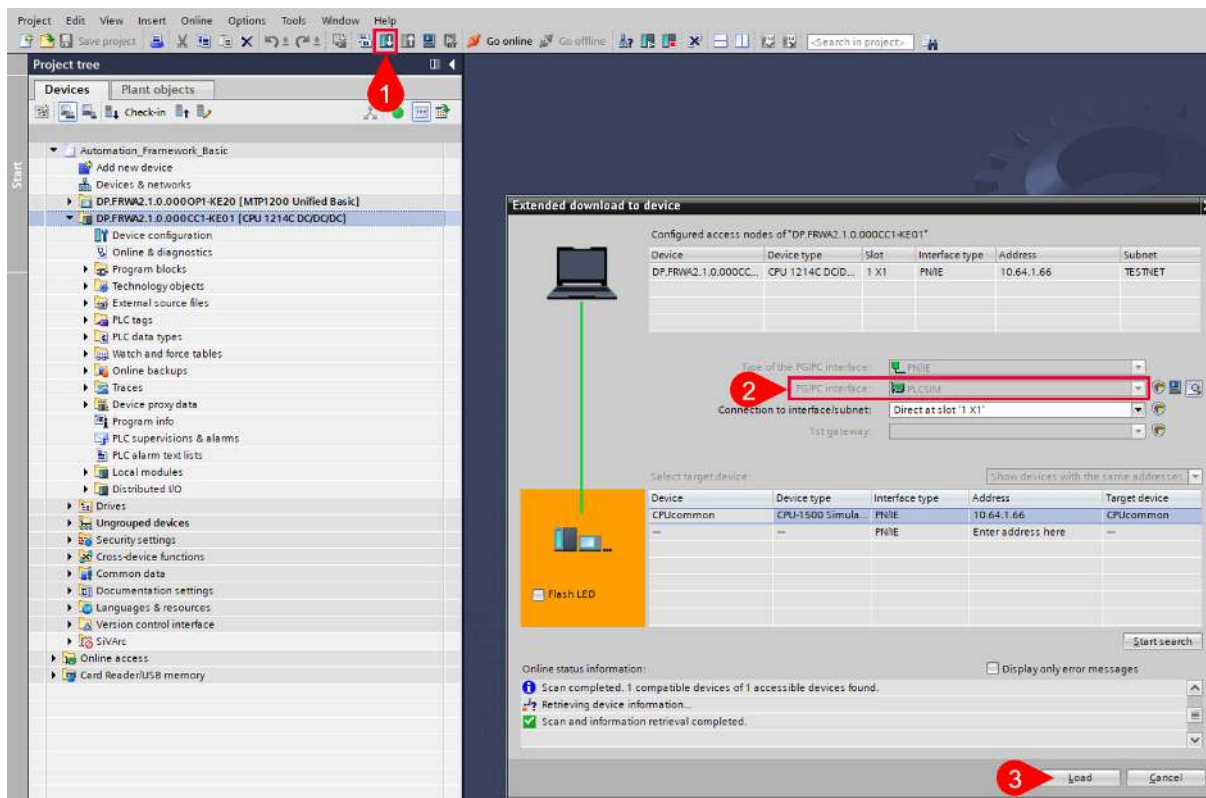 Project Edit View Insert Online Options Tools Window Help
Save project Go online Go offline <Search in project>
Project tree
1
Devices Plant objects
Check-in
Start
Automation_Framework_Basic
Add new device
Devices & networks
DP.FRWA2.1.0.000OP1-KE20 [MTP1200 Unified Basic]
DP.FRWA2.1.0.000CC1-KE01 [CPU 1214C DC/DC/DC]
Device configuration
Online & diagnostics
Program blocks
Technology objects
External source files
PLC tags
PLC data types
Watch and force tables
Online backups
Traces
Device proxy data
Program info
PLC supervisions & alarms
PLC alarm text lists
Local modules
Distributed I/O
Drives
Ungrouped devices
Security settings
Cross-device functions
Common data
Documentation settings
Languages & resources
Version control interface
SiVArc
Online access
Card Reader/USB memory
Extended download to device
Configured access nodes of "DP.FRWA2.1.0.000CC1-KE01"
Device Device type Slot Interface type Address Subnet
DP.FRWA2.1.0.000CC... CPU 1214C DC/D... 1 X1 PN/IE 10.64.1.66 TESTNET
Type of the PG/PC interface: PN/IE
2 PG/PC interface: PLCSIM
Connection to interface/subnet: Direct at slot '1 X1'
1st gateway:
Select target device: Show devices with the same addresses
Device Device type Interface type Address Target device
CPUcommon CPU-1500 Simula... PN/IE 10.64.1.66 CPUcommon
— — PN/IE Enter address here —
Flash LED
Start search
Online status information: Display only error messages
Scan completed. 1 compatible devices of 1 accessible devices found.
Retrieving device information...
Scan and information retrieval completed.
3 Load Cancel